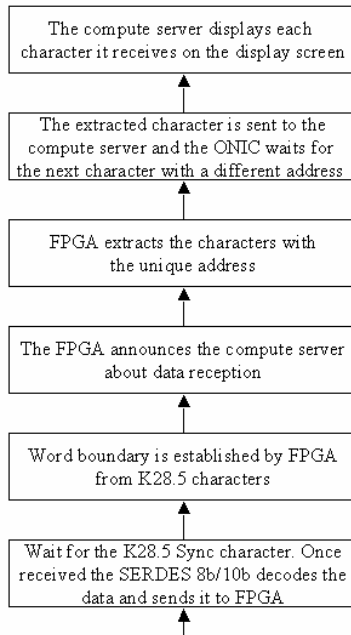 The compute server displays each
character it receives on the display screen
The extracted character is sent to the
compute server and the ONIC waits for
the next character with a different address
FPGA extracts the characters with
the unique address
The FPGA announces the compute server
about data reception
Word boundary is established by FPGA
from K28.5 characters
Wait for the K28.5 Sync character. Once
received the SERDES 8b/10b decodes the
data and sends it to FPGA